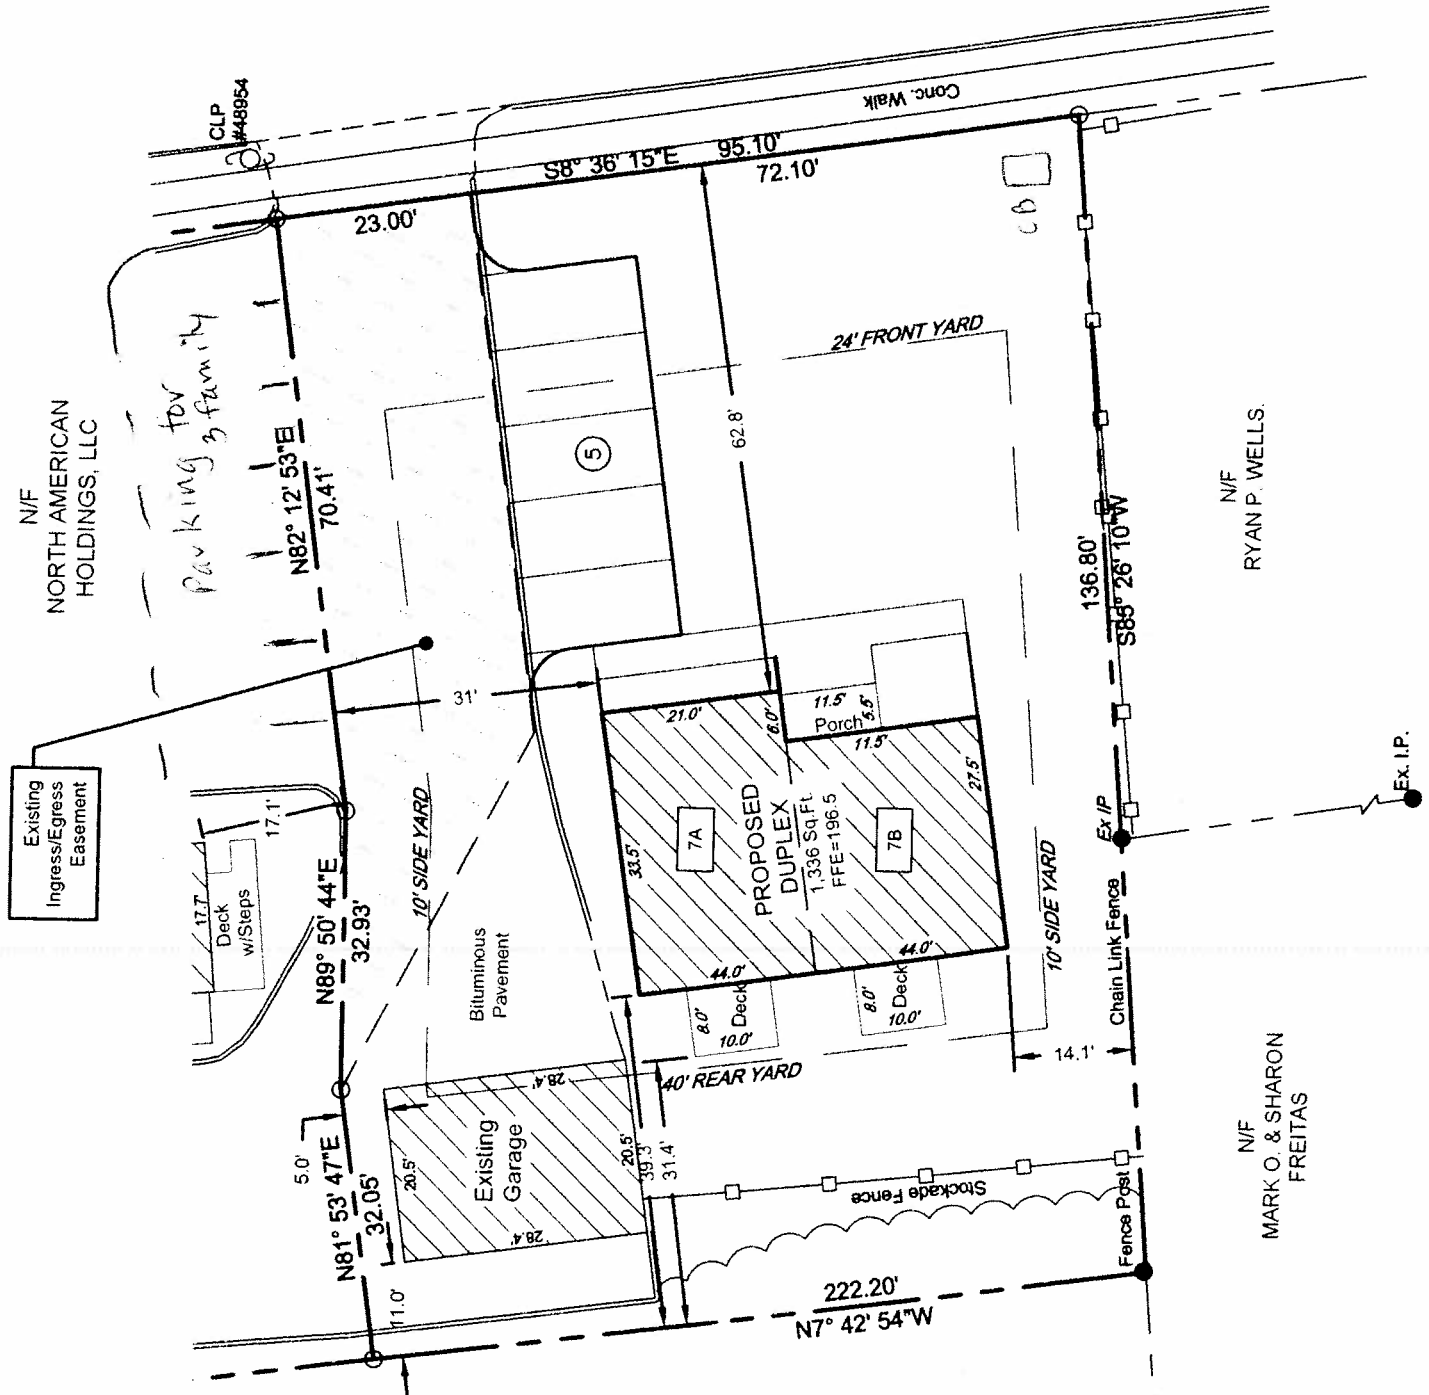 N/F
NORTH AMERICAN
HOLDINGS, LLC
CLP
#48954
Parking for
3 family
Existing
Ingress/Egress
Easement
23.00'
S8° 36' 15"E 95.10'
72.10'
Conc. Walk
CB
N82° 12' 53"E
70.41'
24' FRONT YARD
5
62.8'
31'
17.1'
17.7'
Deck
w/Steps
N89° 50' 44"E
32.93'
10' SIDE YARD
Bituminous
Pavement
21.0'
6.0'
11.5'
Porch
5.5'
11.5'
27.5'
33.5'
7A
PROPOSED
DUPLEX
1,336 Sq.Ft.
FFE=196.5
7B
44.0'
44.0'
8.0'
Deck
10.0'
8.0'
Deck
10.0'
40' REAR YARD
10' SIDE YARD
14.1'
136.80'
S85° 26' 10"W
N/F
RYAN P. WELLS.
Ex IP
Ex. I.P.
Chain Link Fence
5.0'
N81° 53' 47"E
32.05'
20.5'
Existing
Garage
28.4'
28.4'
20.5'
39.3'
31.4'
11.0'
Stockade Fence
Fence Post
222.20'
N7° 42' 54"W
N/F
MARK O. & SHARON
FREITAS